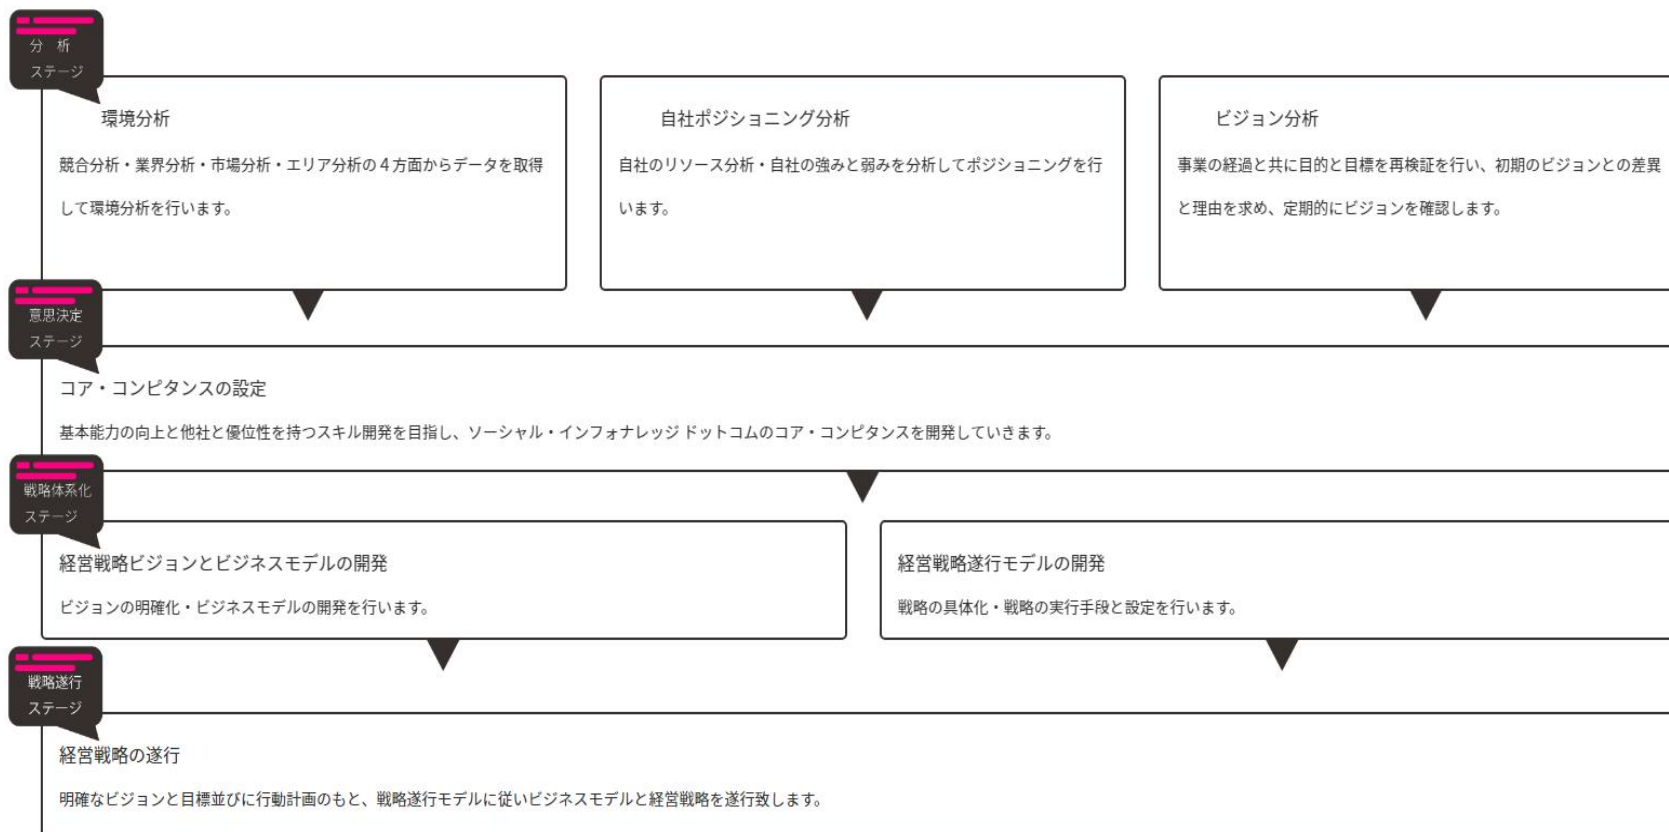 分　析
ステージ
環境分析
競合分析・業界分析・市場分析・エリア分析の４方面からデータを取得
して環境分析を行います。
自社ポジショニング分析
自社のリソース分析・自社の強みと弱みを分析してポジショニングを行
います。
ビジョン分析
事業の経過と共に目的と目標を再検証を行い、初期のビジョンとの差異
と理由を求め、定期的にビジョンを確認します。
意思決定
ステージ
コア・コンピタンスの設定
基本能力の向上と他社と優位性を持つスキル開発を目指し、ソーシャル・インフォナレッジ ドットコムのコア・コンピタンスを開発していきます。
戦略体系化
ステージ
経営戦略ビジョンとビジネスモデルの開発
ビジョンの明確化・ビジネスモデルの開発を行います。
経営戦略遂行モデルの開発
戦略の具体化・戦略の実行手段と設定を行います。
戦略遂行
ステージ
経営戦略の遂行
明確なビジョンと目標並びに行動計画のもと、戦略遂行モデルに従いビジネスモデルと経営戦略を遂行致します。